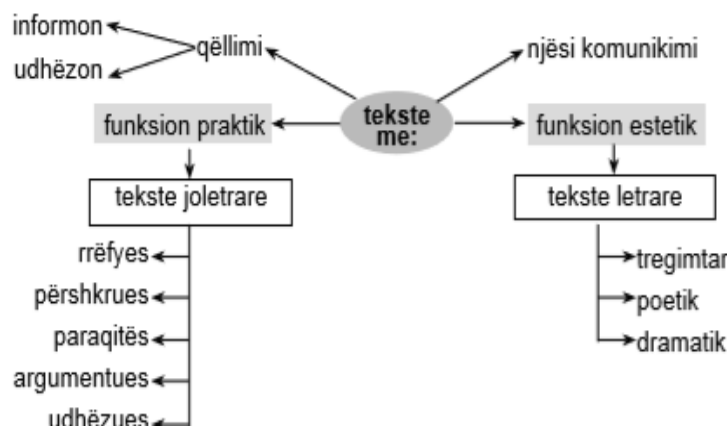 informon
udhëzon
qëllimi
njësi komunikimi
tekste
me:
funksion praktik
funksion estetik
tekste joletrare
tekste letrare
rrëfyes
përshkrues
paraqitës
argumentues
udhëzues
tregimtar
poetik
dramatik